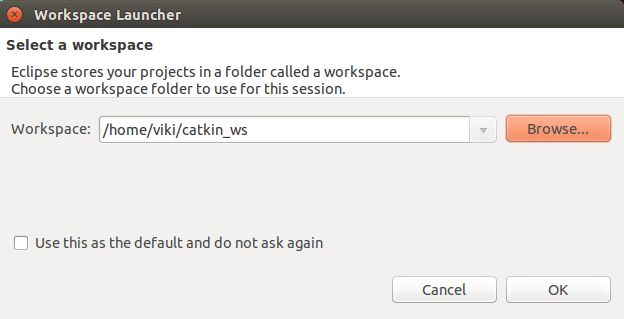 Workspace Launcher
Select a workspace
Eclipse stores your projects in a folder called a workspace.
Choose a workspace folder to use for this session.
Workspace: /home/viki/catkin_ws Browse...
Use this as the default and do not ask again
Cancel OK